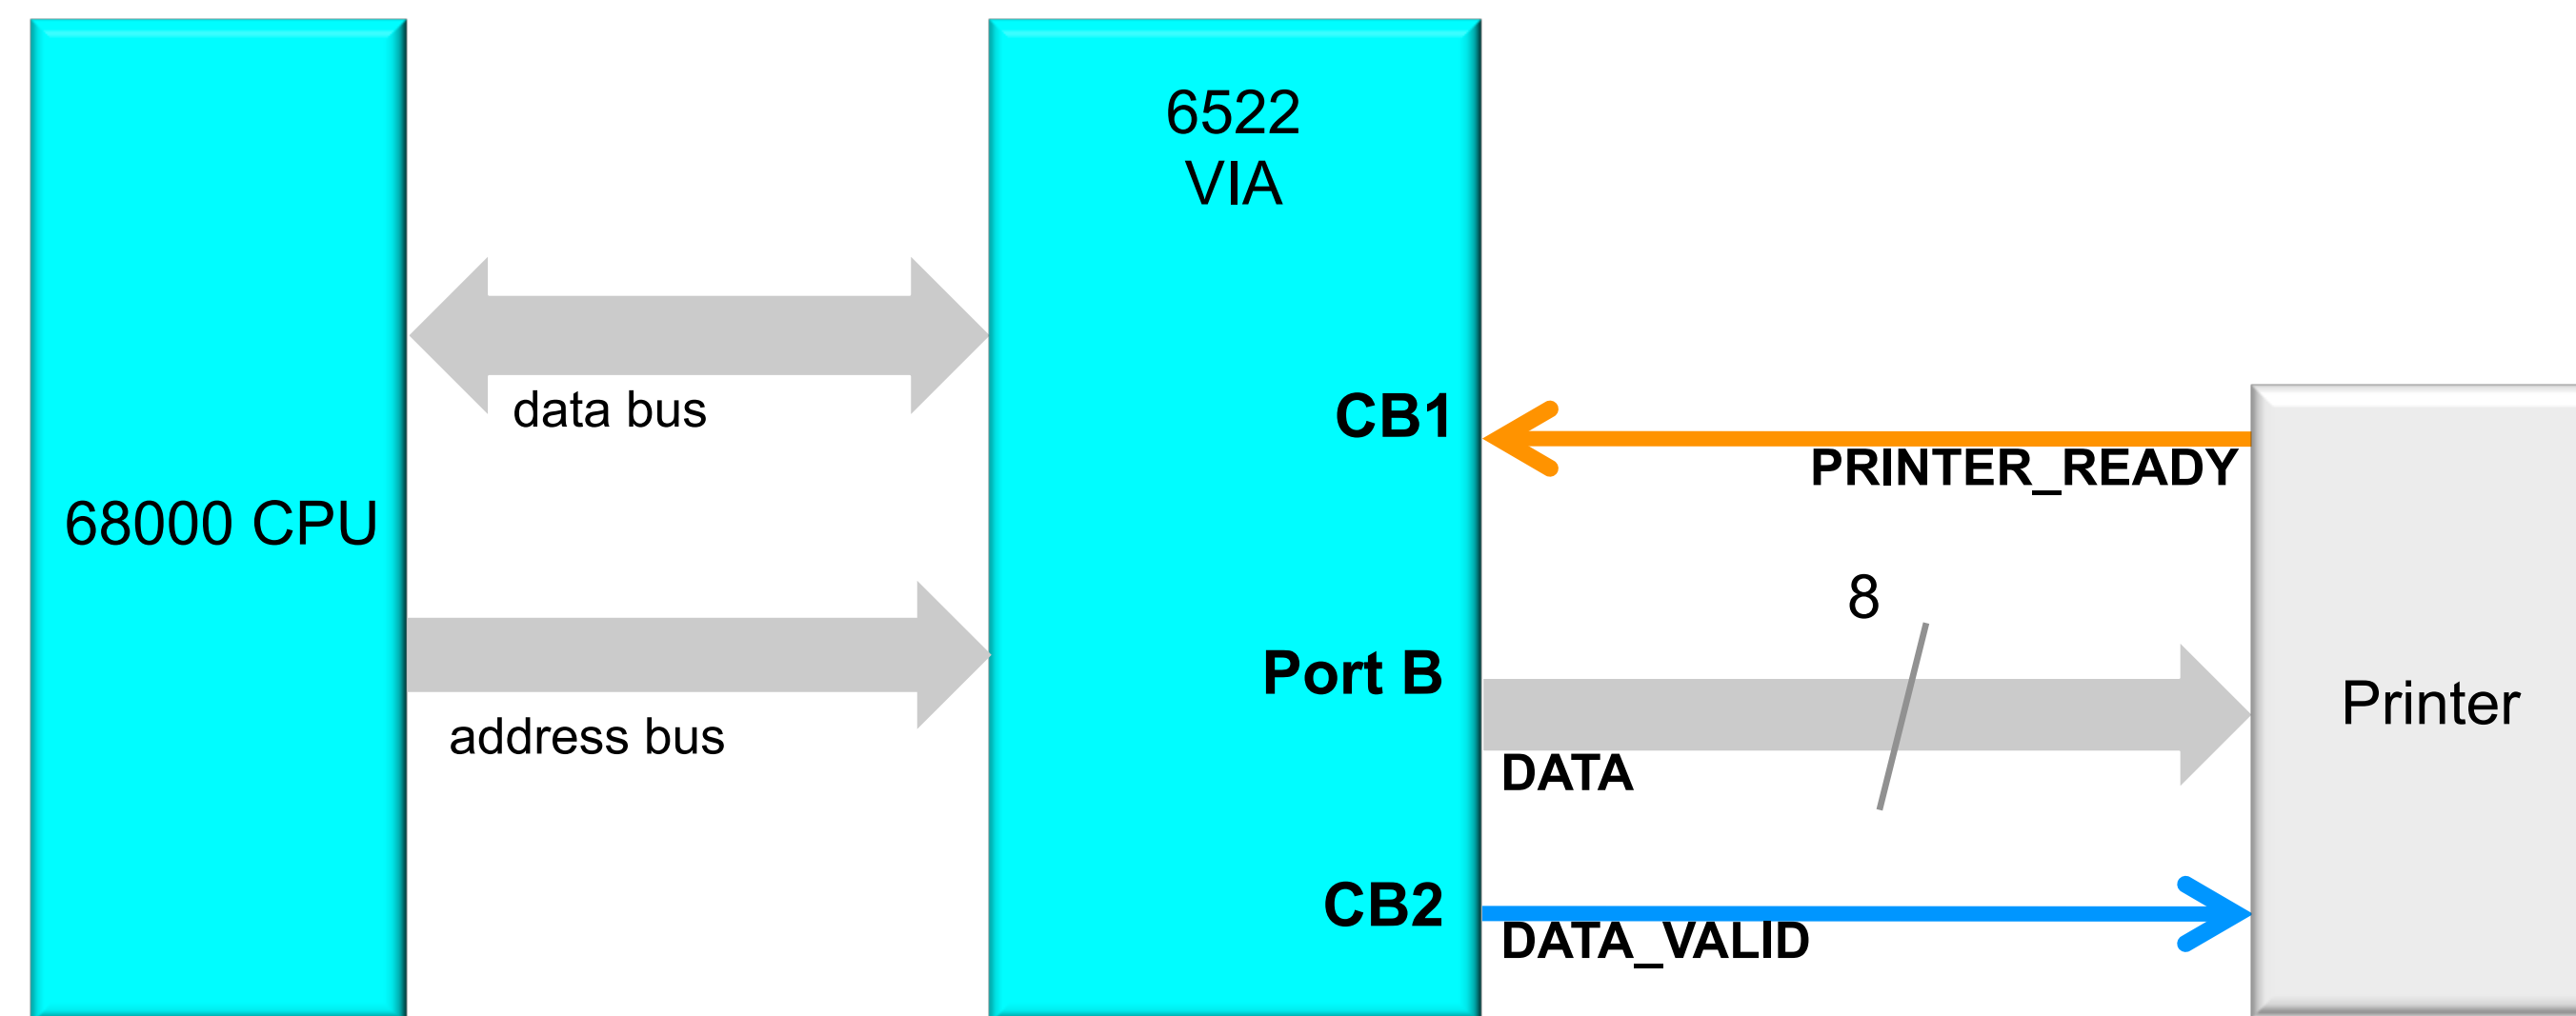 6522
VIA
data bus
CB1
PRINTER_READY
68000 CPU
8
Port B
Printer
address bus
DATA
CB2
DATA_VALID